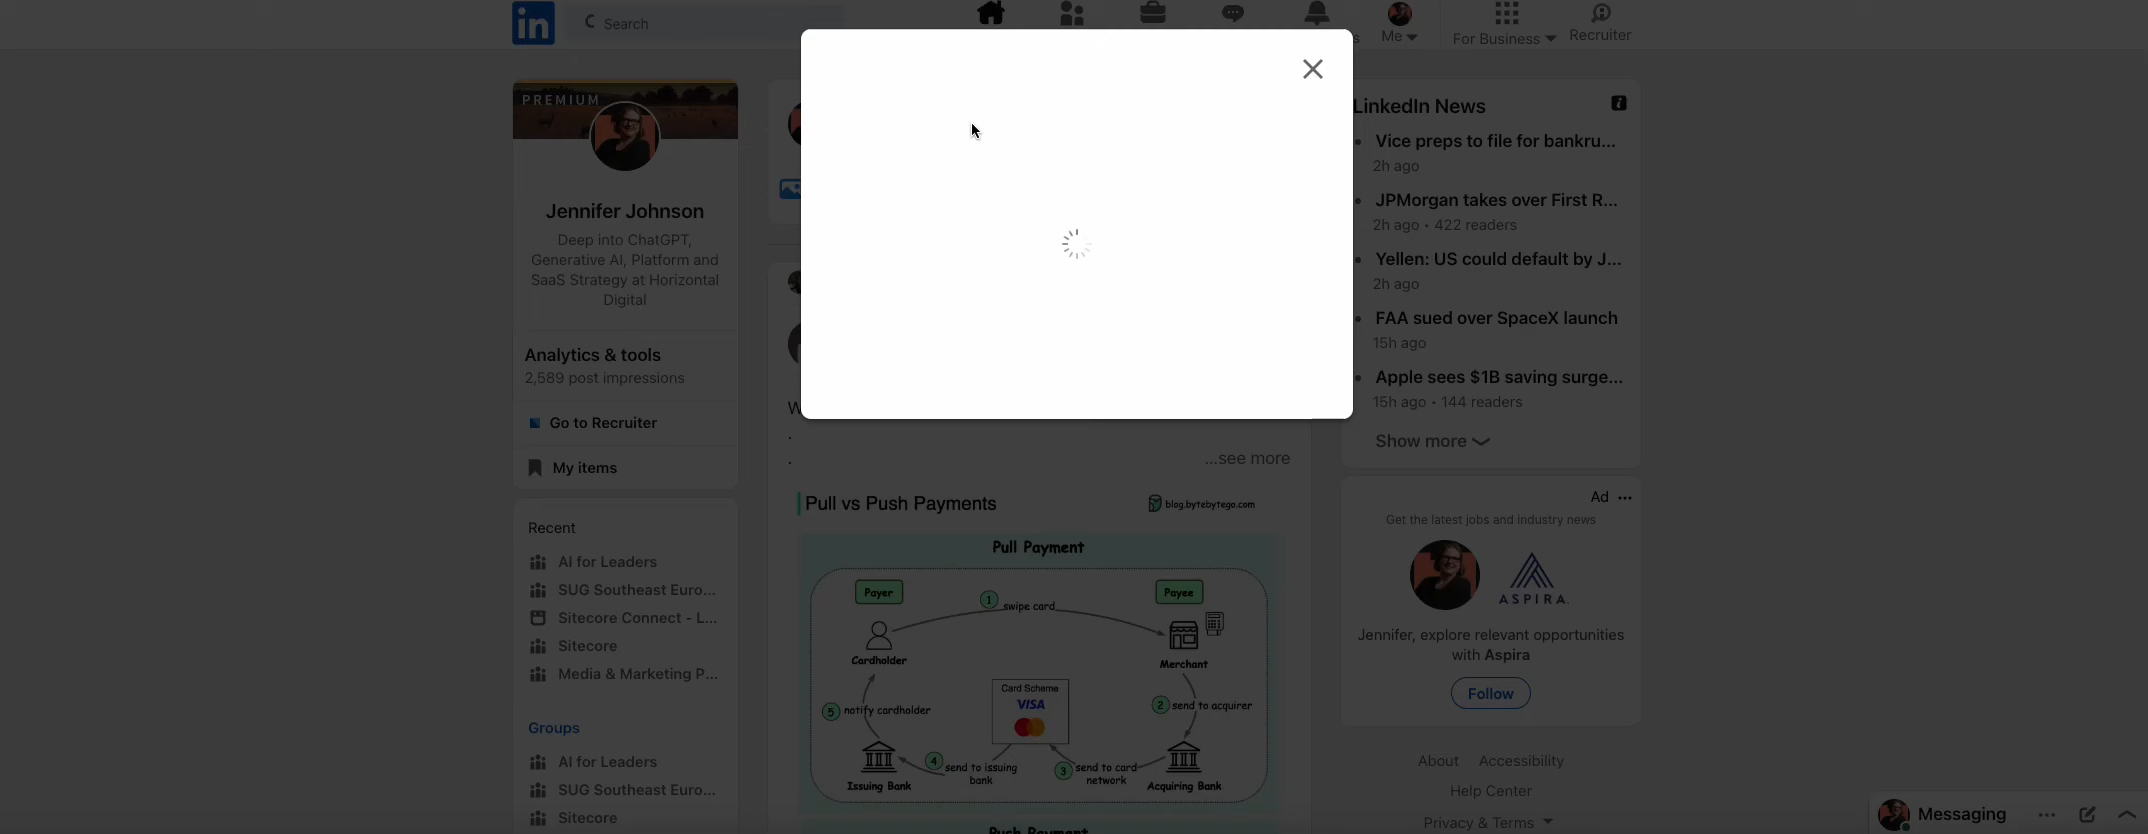 in
Search
s
Me
For Business
Recruiter
PREMIUM
Jennifer Johnson
Deep into ChatGPT,
Generative AI, Platform and
SaaS Strategy at Horizontal
Digital
Analytics & tools
2,589 post impressions
Go to Recruiter
My items
Recent
AI for Leaders
SUG Southeast Euro...
Sitecore Connect - L...
Sitecore
Media & Marketing P...
Groups
AI for Leaders
SUG Southeast Euro...
Sitecore
W
.
.
...see more
Pull vs Push Payments
blog.bytebytego.com
Pull Payment
Payer
Payee
1 swipe card
Cardholder
Merchant
Card Scheme
VISA
5 notify cardholder
2 send to acquirer
4 send to issuing
bank
3 send to card
network
Issuing Bank
Acquiring Bank
Push Payment
LinkedIn News
Vice preps to file for bankru...
2h ago
JPMorgan takes over First R...
2h ago • 422 readers
Yellen: US could default by J...
2h ago
FAA sued over SpaceX launch
15h ago
Apple sees $1B saving surge...
15h ago • 144 readers
Show more
Ad ...
Get the latest jobs and industry news
ASPIRA.
Jennifer, explore relevant opportunities
with Aspira
Follow
About Accessibility
Help Center
Privacy & Terms
Messaging